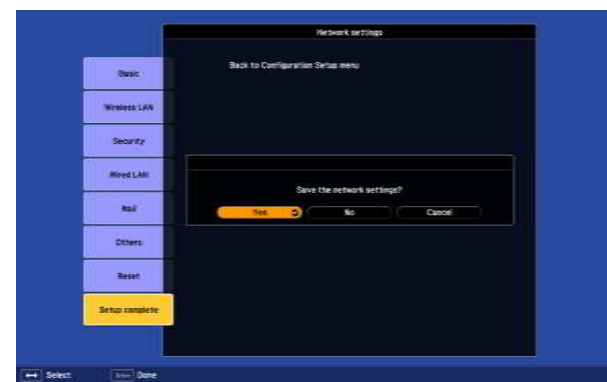 Network settings
Back to Configuration Setup menu
Basic
Wireless LAN
Security
Wired LAN
Mail
Others
Reset
Setup complete
Save the network settings?
Yes No Cancel
Select Enter Done